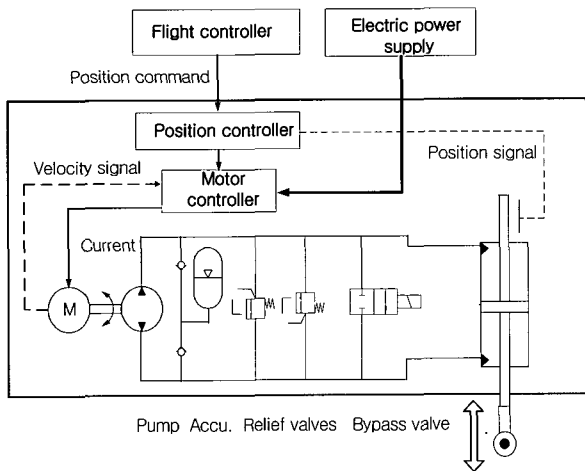 Flight controller
Electric power
supply
Position command
Position controller
Velocity signal
Position signal
Motor
controller
Current
M
Pump Accu. Relief valves Bypass valve